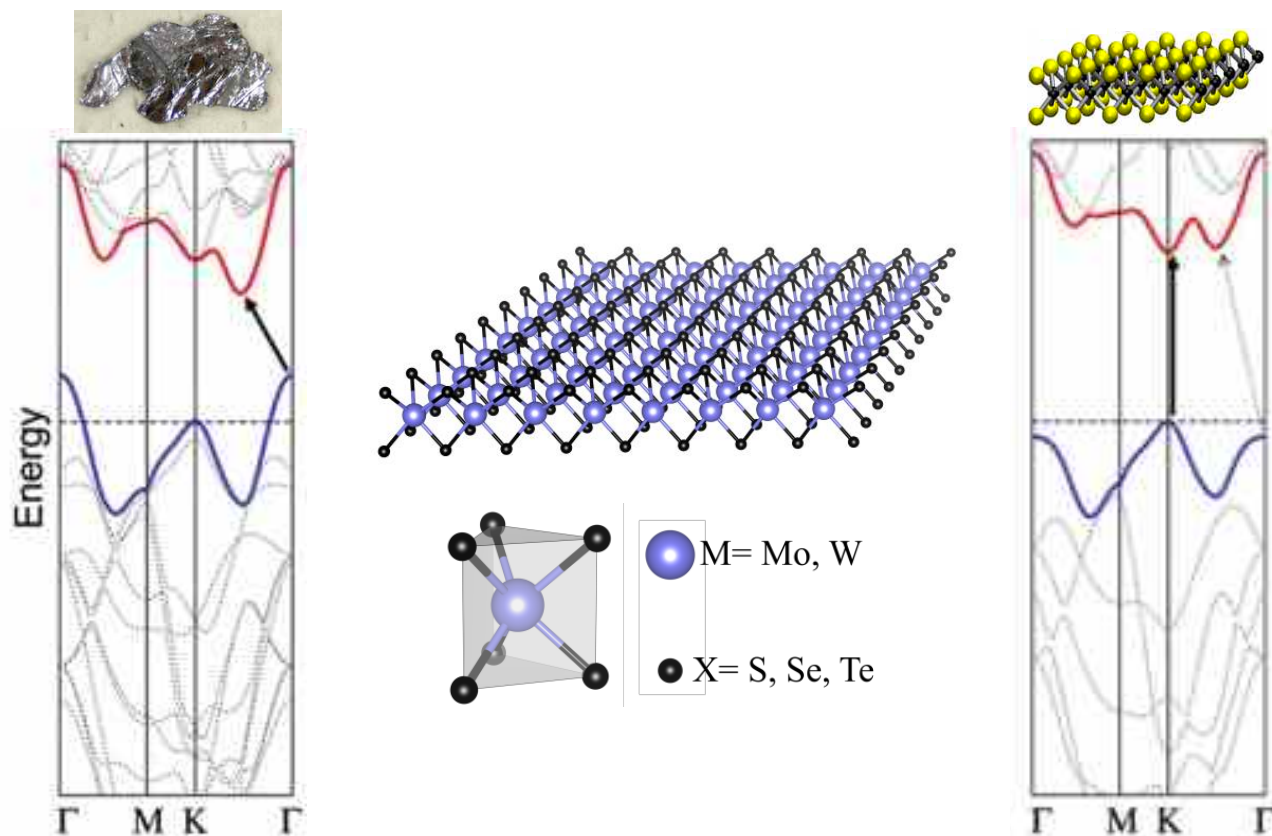 Energy
Γ M K Γ
M= Mo, W
X= S, Se, Te
Γ M K Γ